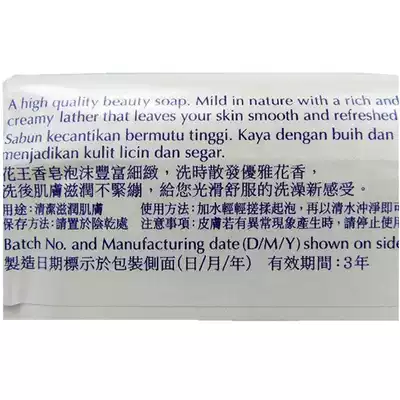 A high quality beauty soap. Mild in nature with a rich and
creamy lather that leaves your skin smooth and refreshed
Sabun kecantikan bermutu tinggi. Kaya dengan buih dan
menjadikan kulit licin dan segar.
花王香皂泡沫豐富細緻，洗時散發優雅花香，
洗後肌膚滋潤不緊繃，給您光滑舒服的洗澡新感受。
用途：清潔滋潤肌膚 使用方法：加水輕輕搓揉起泡，再以清水沖淨即可
保存方法：請置於除乾處 注意事項：皮膚若有異常現象產生時，請停止使用
Batch No. and Manufacturing date (D/M/Y) shown on side
製造日期標示於包裝側面(日/月/年) 有效期間：3年